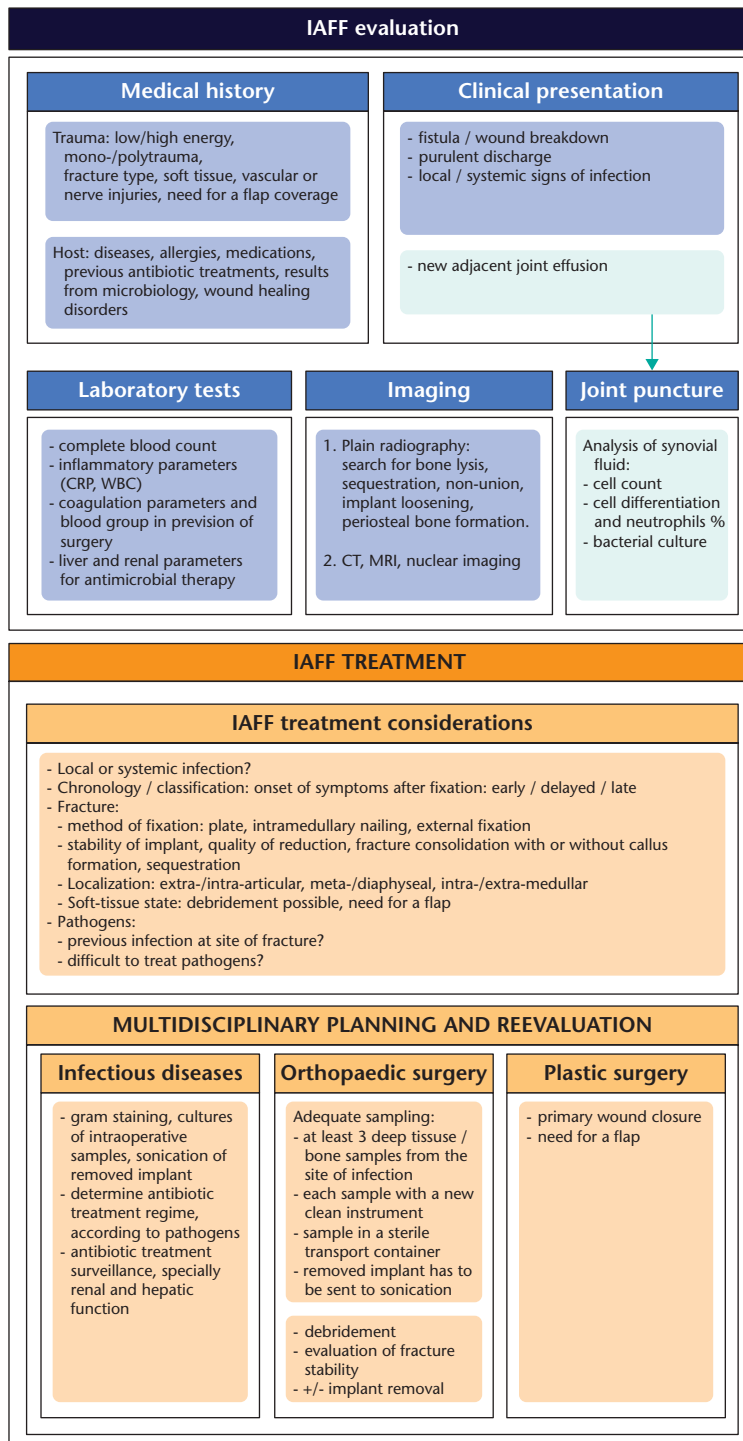 IAFF evaluation
Medical history
Trauma: low/high energy,
mono-/polytrauma,
fracture type, soft tissue, vascular or
nerve injuries, need for a flap coverage
Host: diseases, allergies, medications,
previous antibiotic treatments, results
from microbiology, wound healing
disorders
Clinical presentation
- fistula / wound breakdown
- purulent discharge
- local / systemic signs of infection
- new adjacent joint effusion
Laboratory tests
- complete blood count
- inflammatory parameters
(CRP, WBC)
- coagulation parameters and
blood group in prevision of
surgery
- liver and renal parameters
for antimicrobial therapy
Imaging
1. Plain radiography:
search for bone lysis,
sequestration, non-union,
implant loosening,
periosteal bone formation.
2. CT, MRI, nuclear imaging
Joint puncture
Analysis of synovial
fluid:
- cell count
- cell differentiation
and neutrophils %
- bacterial culture
IAFF TREATMENT
IAFF treatment considerations
- Local or systemic infection?
- Chronology / classification: onset of symptoms after fixation: early / delayed / late
- Fracture:
- method of fixation: plate, intramedullary nailing, external fixation
- stability of implant, quality of reduction, fracture consolidation with or without callus
formation, sequestration
- Localization: extra-/intra-articular, meta-/diaphyseal, intra-/extra-medullar
- Soft-tissue state: debridement possible, need for a flap
- Pathogens:
- previous infection at site of fracture?
- difficult to treat pathogens?
MULTIDISCIPLINARY PLANNING AND REEVALUATION
Infectious diseases
- gram staining, cultures
of intraoperative
samples, sonication of
removed implant
- determine antibiotic
treatment regime,
according to pathogens
- antibiotic treatment
surveillance, specially
renal and hepatic
function
Orthopaedic surgery
Adequate sampling:
- at least 3 deep tissuse /
bone samples from the
site of infection
- each sample with a new
clean instrument
- sample in a sterile
transport container
- removed implant has to
be sent to sonication
- debridement
- evaluation of fracture
stability
- +/- implant removal
Plastic surgery
- primary wound closure
- need for a flap